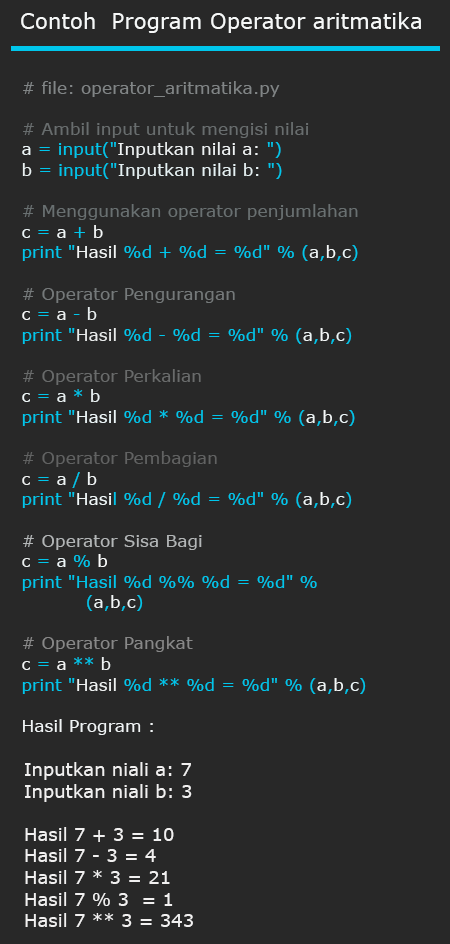 Contoh  Program Operator aritmatika
# file: operator_aritmatika.py
# Ambil input untuk mengisi nilai
a = input("Inputkan nilai a: ")
b = input("Inputkan nilai b: ")
# Menggunakan operator penjumlahan
c = a + b
print "Hasil %d + %d = %d" % (a,b,c)
# Operator Pengurangan
c = a - b
print "Hasil %d - %d = %d" % (a,b,c)
# Operator Perkalian
c = a * b
print "Hasil %d * %d = %d" % (a,b,c)
# Operator Pembagian
c = a / b
print "Hasil %d / %d = %d" % (a,b,c)
# Operator Sisa Bagi
c = a % b
print "Hasil %d %% %d = %d" %
(a,b,c)
# Operator Pangkat
c = a ** b
print "Hasil %d ** %d = %d" % (a,b,c)
Hasil Program :
Inputkan niali a: 7
Inputkan niali b: 3
Hasil 7 + 3 = 10
Hasil 7 - 3 = 4
Hasil 7 * 3 = 21
Hasil 7 % 3  = 1
Hasil 7 ** 3 = 343